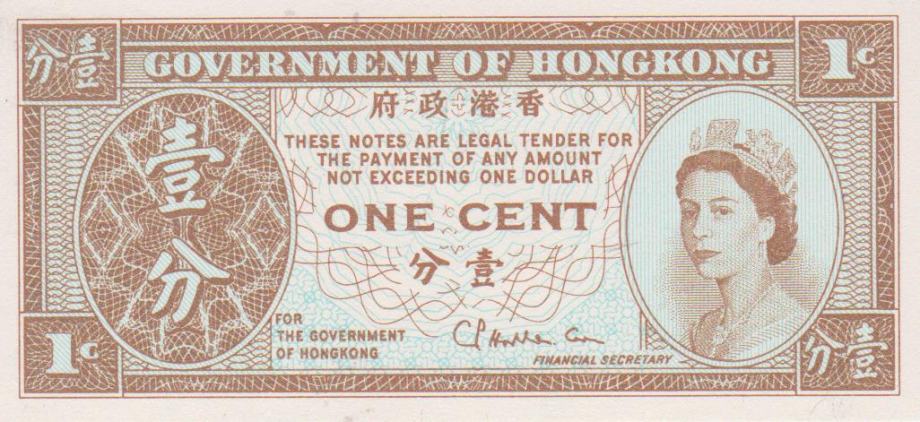 分壹
GOVERNMENT OF HONGKONG
1C
府政港香
THESE NOTES ARE LEGAL TENDER FOR
THE PAYMENT OF ANY AMOUNT
NOT EXCEEDING ONE DOLLAR
壹
分
ONE CENT
分壹
FOR
THE GOVERNMENT
OF HONGKONG
FINANCIAL SECRETARY
1C
分壹